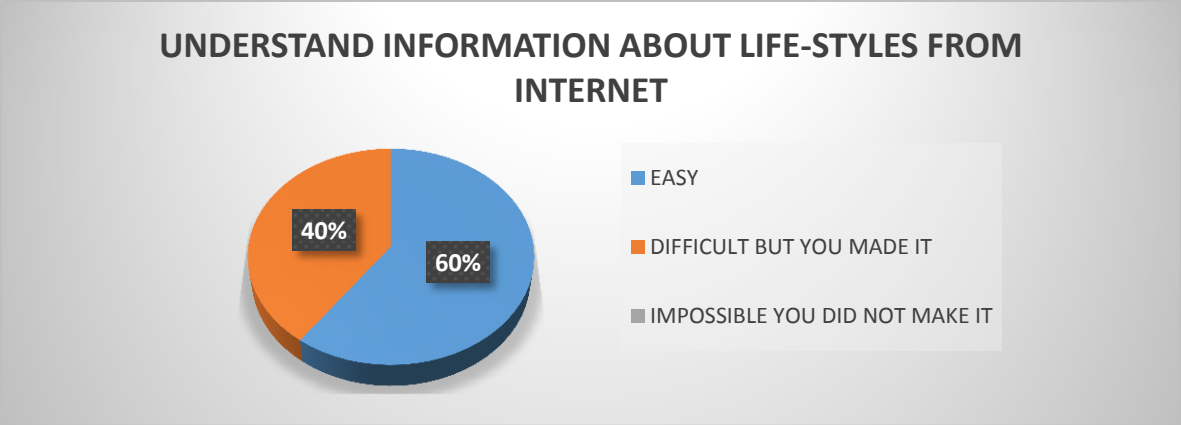 UNDERSTAND INFORMATION ABOUT LIFE-STYLES FROM
INTERNET
EASY
40%
DIFFICULT BUT YOU MADE IT
60%
IMPOSSIBLE YOU DID NOT MAKE IT